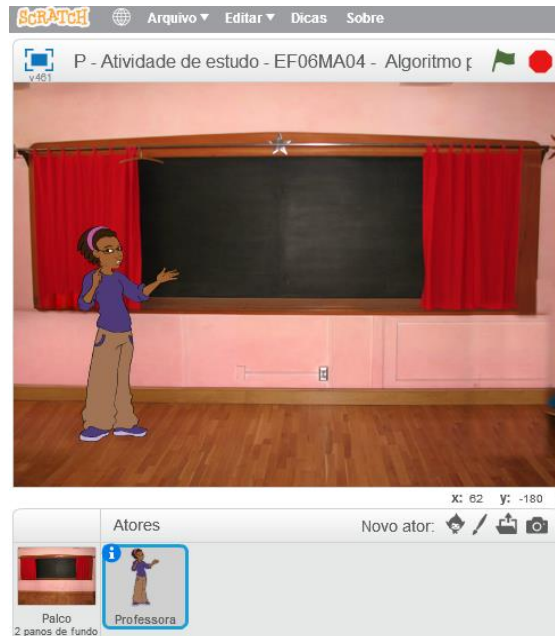 SCRATCH Arquivo▼ Editar▼ Dicas Sobre
P - Atividade de estudo - EF06MA04 - Algoritmo p
v461
x: 62 y: -180
Atores Novo ator:
Palco
2 panos de fundo
Professora